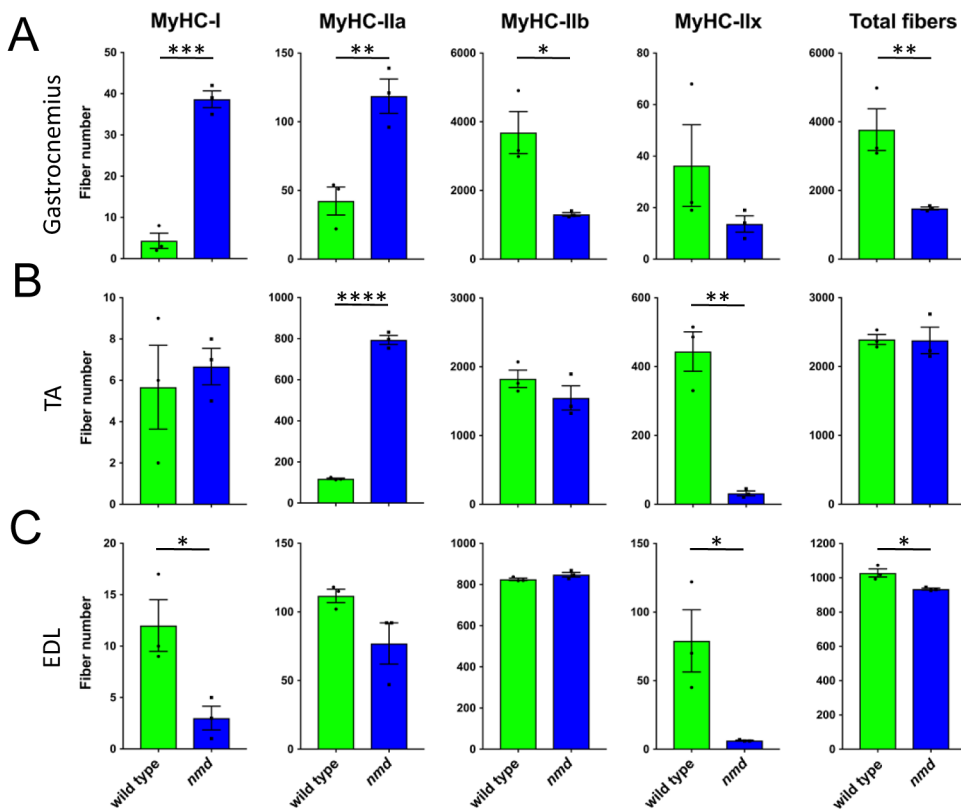 A
MyHC-I MyHC-IIa MyHC-IIb MyHC-IIx Total fibers
Gastrocnemius
Fiber number
50 40 30 20 10 0
***
150 100 50 0
**
6000 4000 2000 0
*
80 60 40 20 0
6000 4000 2000 0
**
B
TA
Fiber number
10 8 6 4 2 0
1000 800 600 400 200 0
****
3000 2000 1000 0
600 400 200 0
**
3000 2000 1000 0
C
EDL
Fiber number
20 15 10 5 0
*
150 100 50 0
1000 800 600 400 200 0
150 100 50 0
*
1200 1000 800 600 400 200 0
*
wild type nmd wild type nmd wild type nmd wild type nmd wild type nmd